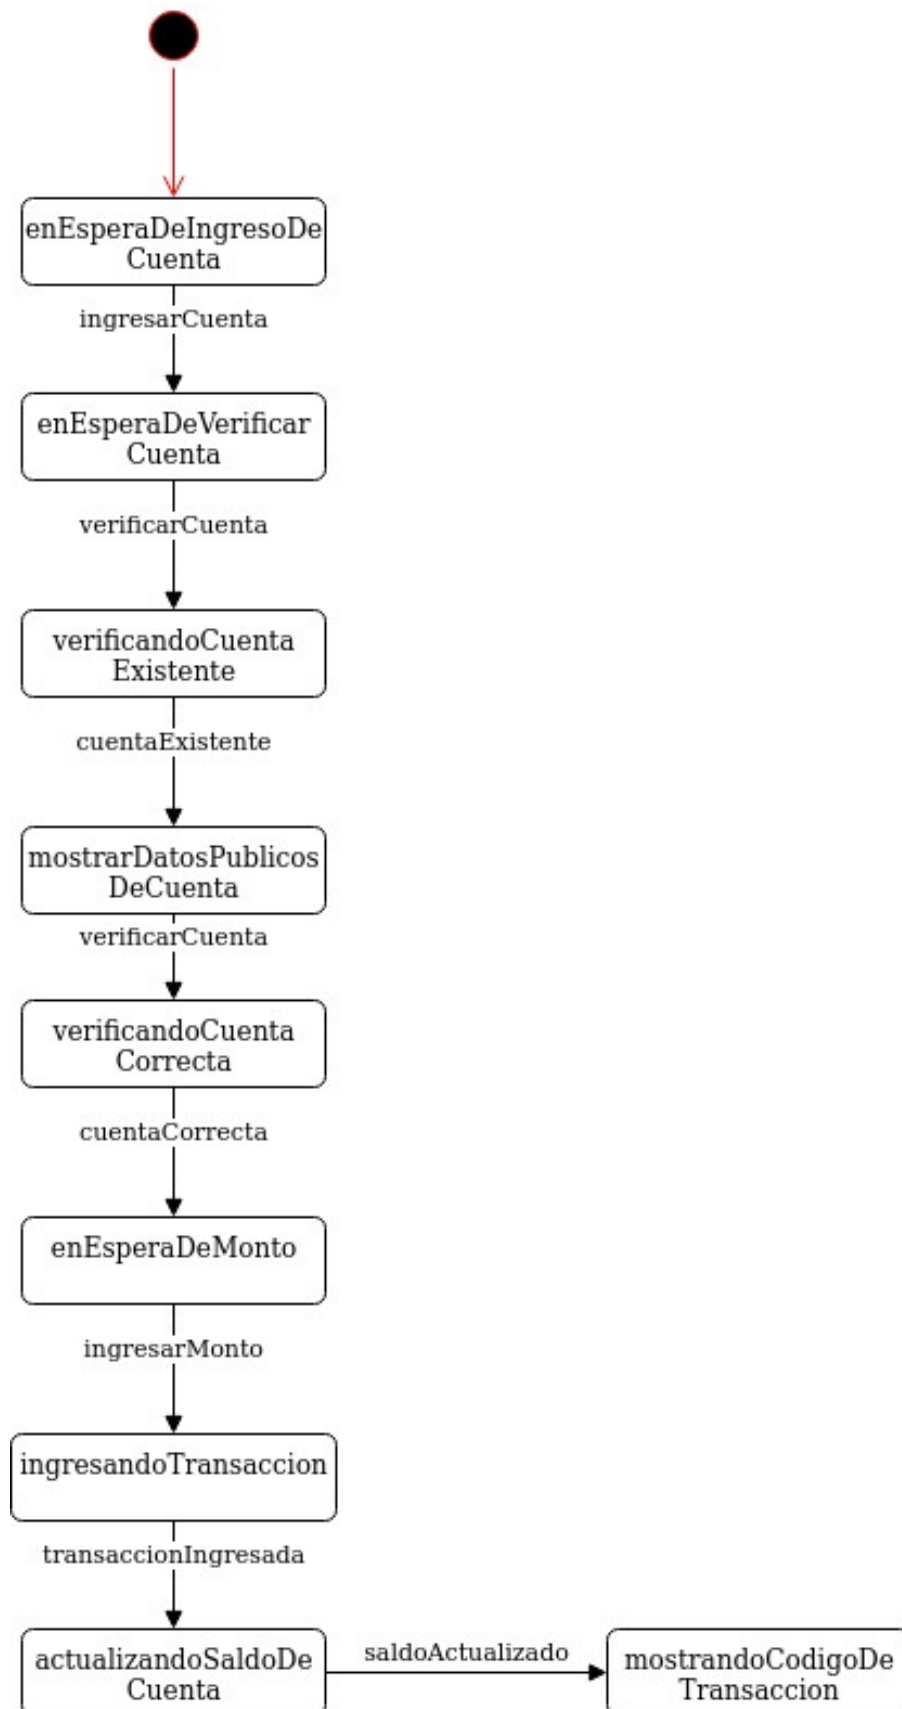 enEsperaDeIngresoDe
Cuenta
ingresarCuenta
enEsperaDeVerificar
Cuenta
verificarCuenta
verificandoCuenta
Existente
cuentaExistente
mostrarDatosPublicos
DeCuenta
verificarCuenta
verificandoCuenta
Correcta
cuentaCorrecta
enEsperaDeMonto
ingresarMonto
ingresandoTransaccion
transaccionIngresada
actualizandoSaldoDe
Cuenta
saldoActualizado
mostrandoCodigoDe
Transaccion